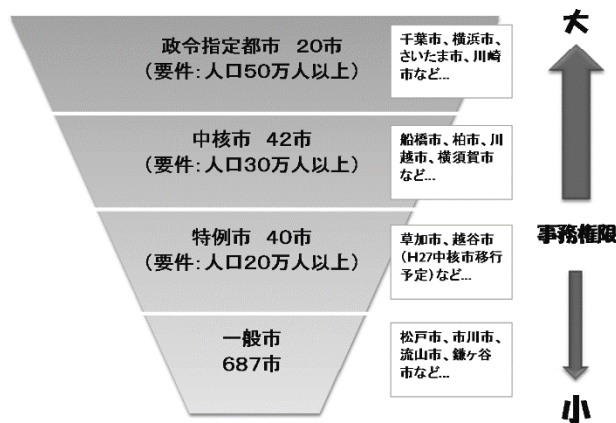 政令指定都市 20市
(要件：人口50万人以上)
千葉市、横浜市、
さいたま市、川崎
市など…
大
中核市 42市
(要件：人口30万人以上)
船橋市、柏市、川
越市、横須賀市
など…
特例市 40市
(要件：人口20万人以上)
草加市、越谷市
（H27中核市移行
予定）など…
事務権限
一般市
687市
松戸市、市川市、
流山市、鎌ヶ谷
市など…
小